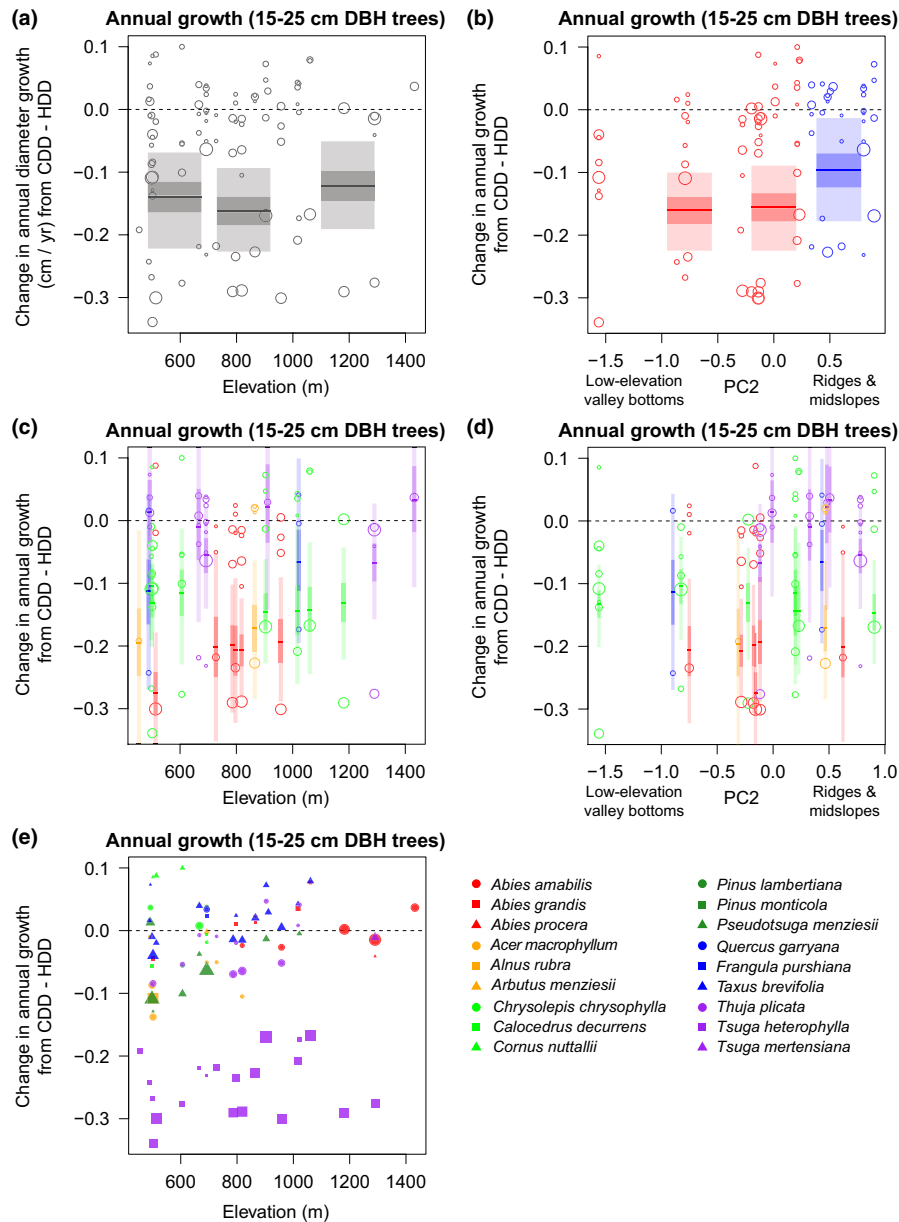 (a)
Annual growth (15-25 cm DBH trees)
Change in annual diameter growth
(cm / yr) from CDD - HDD
0.1
0.0
−0.1
−0.2
−0.3
600 800 1000 1200 1400
Elevation (m)
(b)
Annual growth (15-25 cm DBH trees)
Change in annual growth
from CDD - HDD
0.1
0.0
−0.1
−0.2
−0.3
−1.5 −1.0 −0.5 0.0 0.5
Low-elevation
valley bottoms
PC2
Ridges &
midslopes
(c)
Annual growth (15-25 cm DBH trees)
Change in annual growth
from CDD - HDD
0.1
0.0
−0.1
−0.2
−0.3
600 800 1000 1200 1400
Elevation (m)
(d)
Annual growth (15-25 cm DBH trees)
Change in annual growth
from CDD - HDD
0.1
0.0
−0.1
−0.2
−0.3
−1.5 −1.0 −0.5 0.0 0.5 1.0
Low-elevation
valley bottoms
PC2
Ridges &
midslopes
(e)
Annual growth (15-25 cm DBH trees)
Change in annual growth
from CDD - HDD
0.1
0.0
−0.1
−0.2
−0.3
600 800 1000 1200 1400
Elevation (m)
Abies amabilis
Abies grandis
Abies procera
Acer macrophyllum
Alnus rubra
Arbutus menziesii
Chrysolepis chrysophylla
Calocedrus decurrens
Cornus nuttallii
Pinus lambertiana
Pinus monticola
Pseudotsuga menziesii
Quercus garryana
Frangula purshiana
Taxus brevifolia
Thuja plicata
Tsuga heterophylla
Tsuga mertensiana